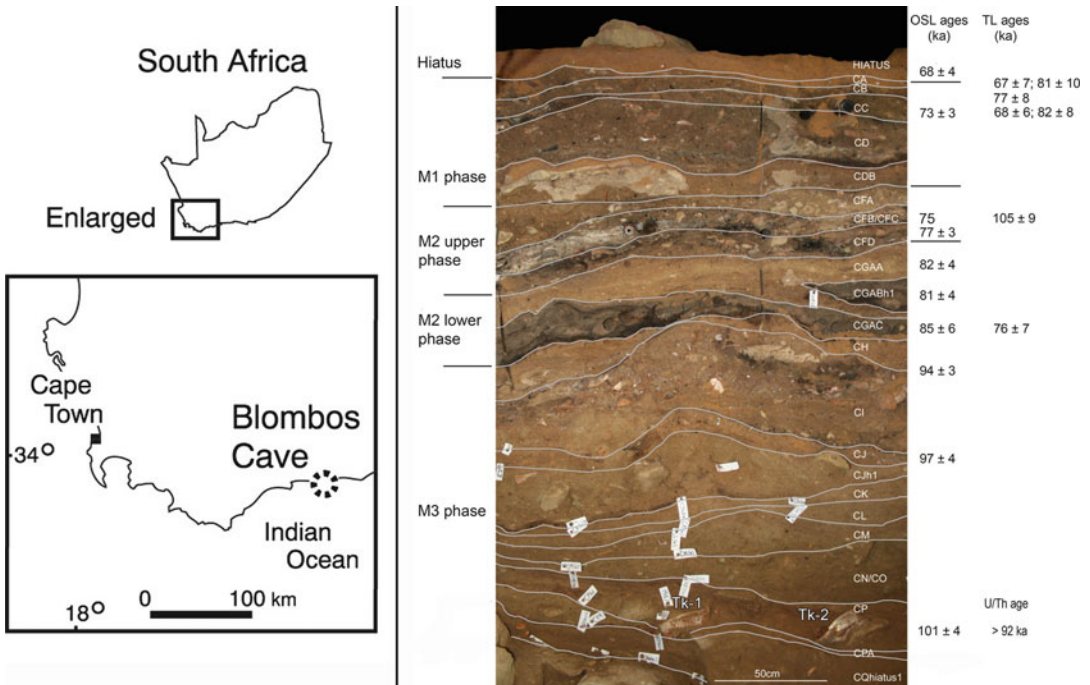 South Africa
Enlarged
Cape
Town
Blombos
Cave
34°
Indian
Ocean
0 100 km
18°
Hiatus
M1 phase
M2 upper
phase
M2 lower
phase
M3 phase
HIATUS
CA
CB
CC
CD
CDB
CFA
CFB/CFC
CFD
CGAA
CGABh1
CGAC
CH
CI
CJ
CJh1
CK
CL
CM
CN/CO
CP
Tk-1
Tk-2
CPA
CQhiatus1
50cm
OSL ages
(ka)
68 ± 4
73 ± 3
75
77 ± 3
82 ± 4
81 ± 4
85 ± 6
94 ± 3
97 ± 4
101 ± 4
TL ages
(ka)
67 ± 7; 81 ± 10
77 ± 8
68 ± 6; 82 ± 8
105 ± 9
76 ± 7
U/Th age
> 92 ka